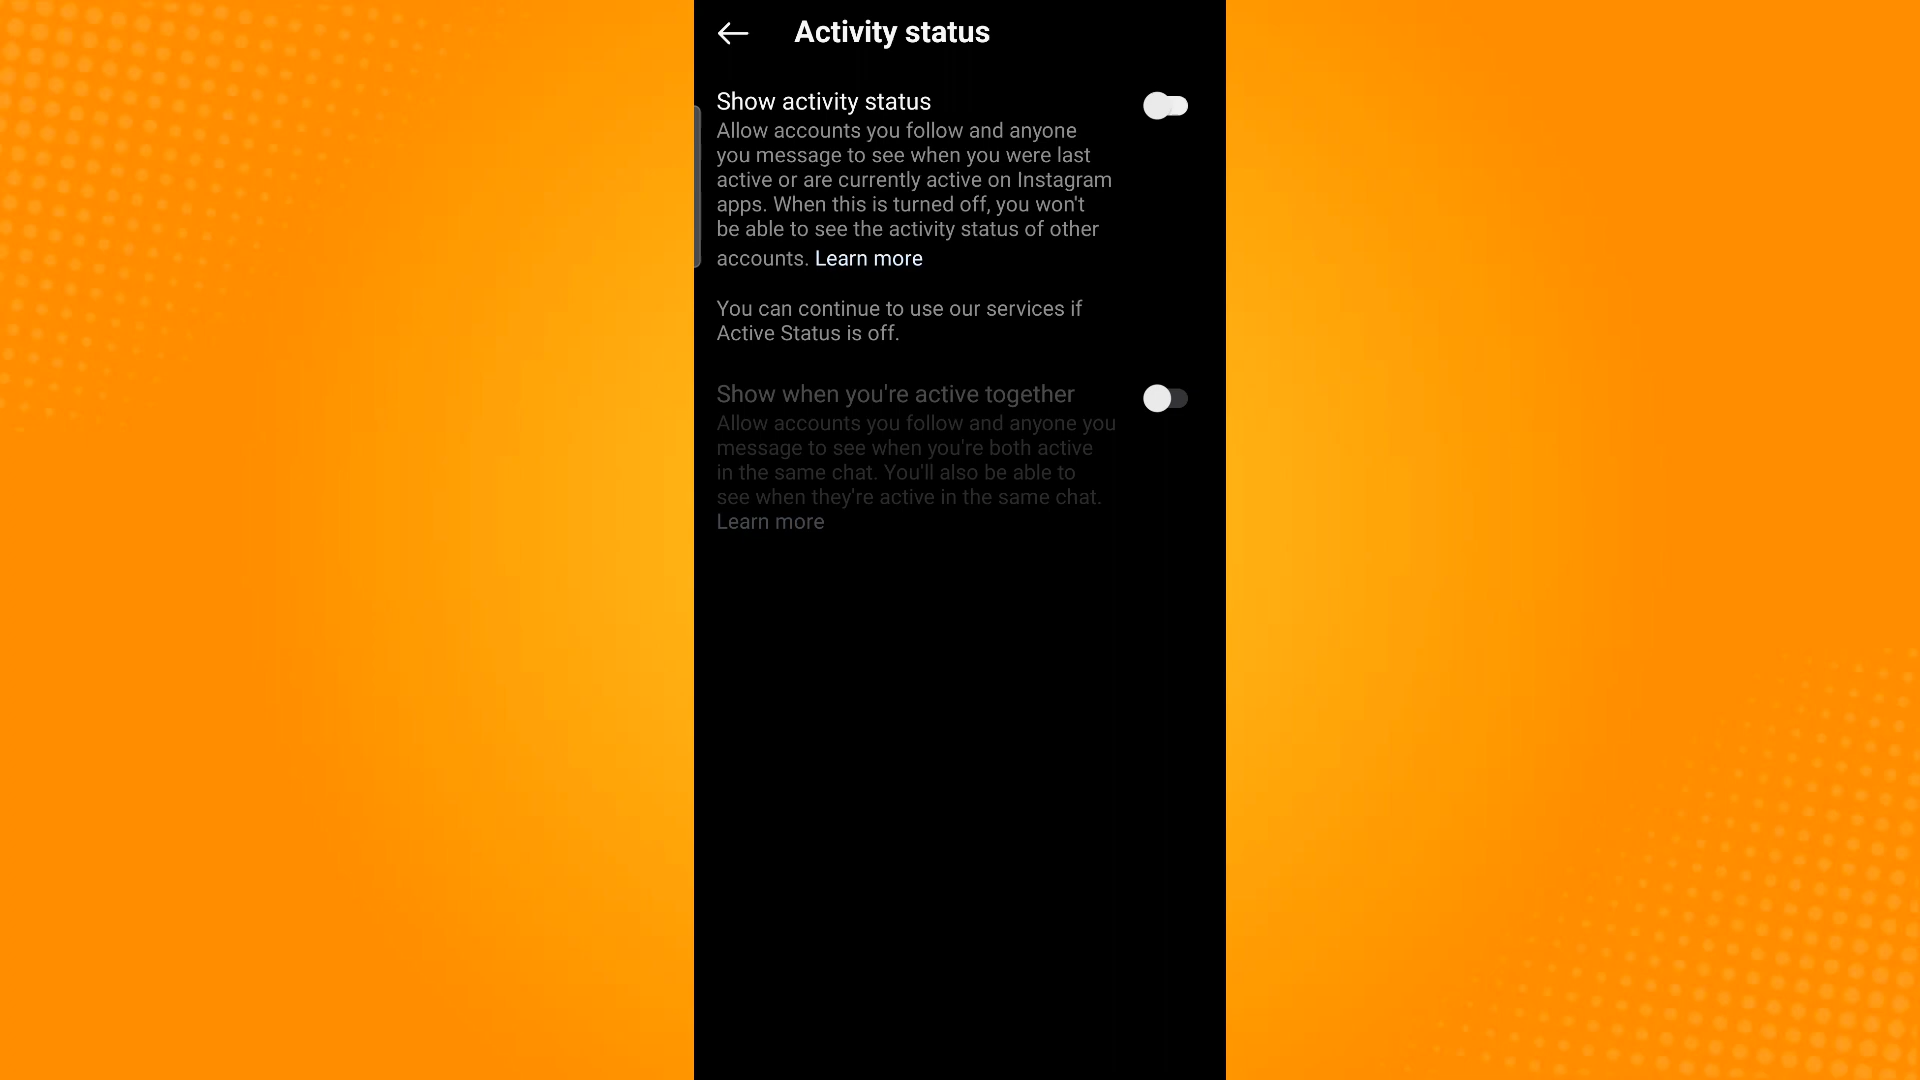 Activity status
Show activity status
Allow accounts you follow and anyone
you message to see when you were last
active or are currently active on Instagram
apps. When this is turned off, you won't
be able to see the activity status of other
accounts. Learn more
You can continue to use our services if
Active Status is off.
Show when you're active together
Allow accounts you follow and anyone you
message to see when you're both active
in the same chat. You'll also be able to
see when they're active in the same chat.
Learn more